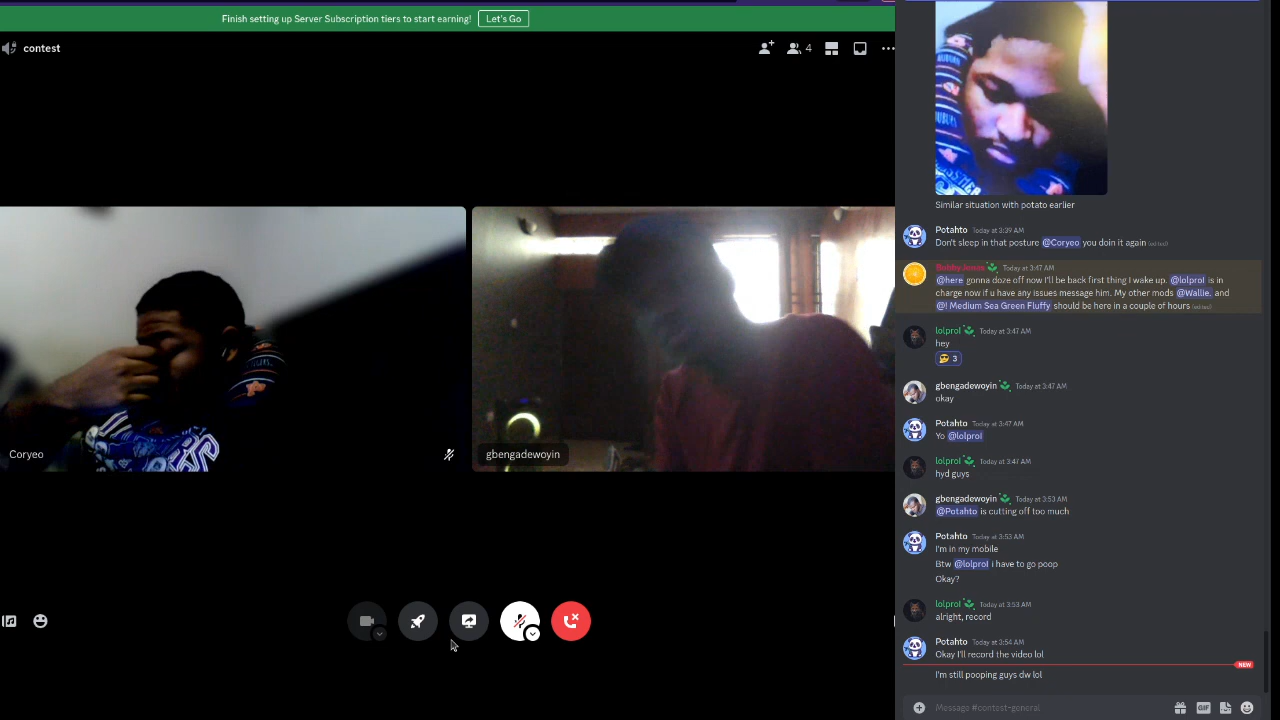 Finish setting up Server Subscription tiers to start earning!
Let's Go
contest
4
Coryeo
gbengadewoyin
Similar situation with potato earlier
Potahto Today at 3:39 AM
Don't sleep in that posture @Coryeo you doin it again (edited)
Bubby Jonas Today at 3:47 AM
@here gonna doze off now I'll be back first thing I wake up. @lolprol is in
charge now if u have any issues message him. My other mods @Wallie. and
@! Medium Sea Green Fluffy should be here in a couple of hours (edited)
lolprol Today at 3:47 AM
hey
3
gbengadewoyin Today at 3:47 AM
okay
Potahto Today at 3:47 AM
Yo @lolprol
lolprol Today at 3:47 AM
hyd guys
gbengadewoyin Today at 3:53 AM
@Potahto is cutting off too much
Potahto Today at 3:53 AM
I'm in my mobile
Btw @lolprol i have to go poop
Okay?
lolprol Today at 3:53 AM
alright, record
Potahto Today at 3:54 AM
Okay I'll record the video lol
NEW
I'm still pooping guys dw lol
Message #contest-general
GIF